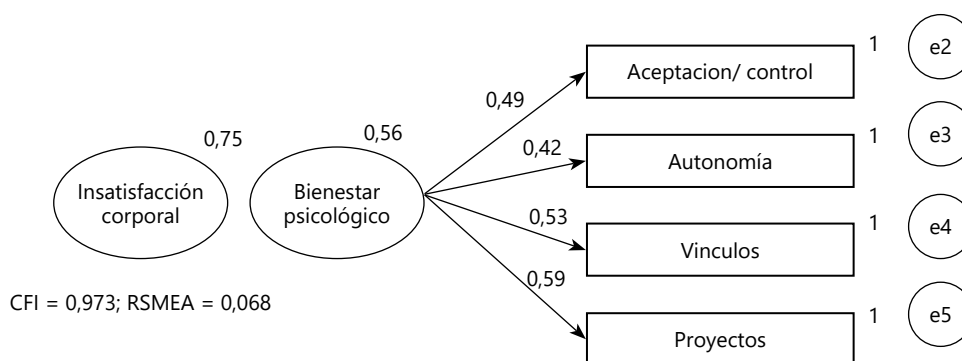 1
e2
Aceptacion/ control
0,49
0,75
0,56
1
e3
0,42
Autonomía
Insatisfacción
corporal
Bienestar
psicológico
1
e4
0,53
Vinculos
0,59
CFI = 0,973; RSMEA = 0,068
1
e5
Proyectos